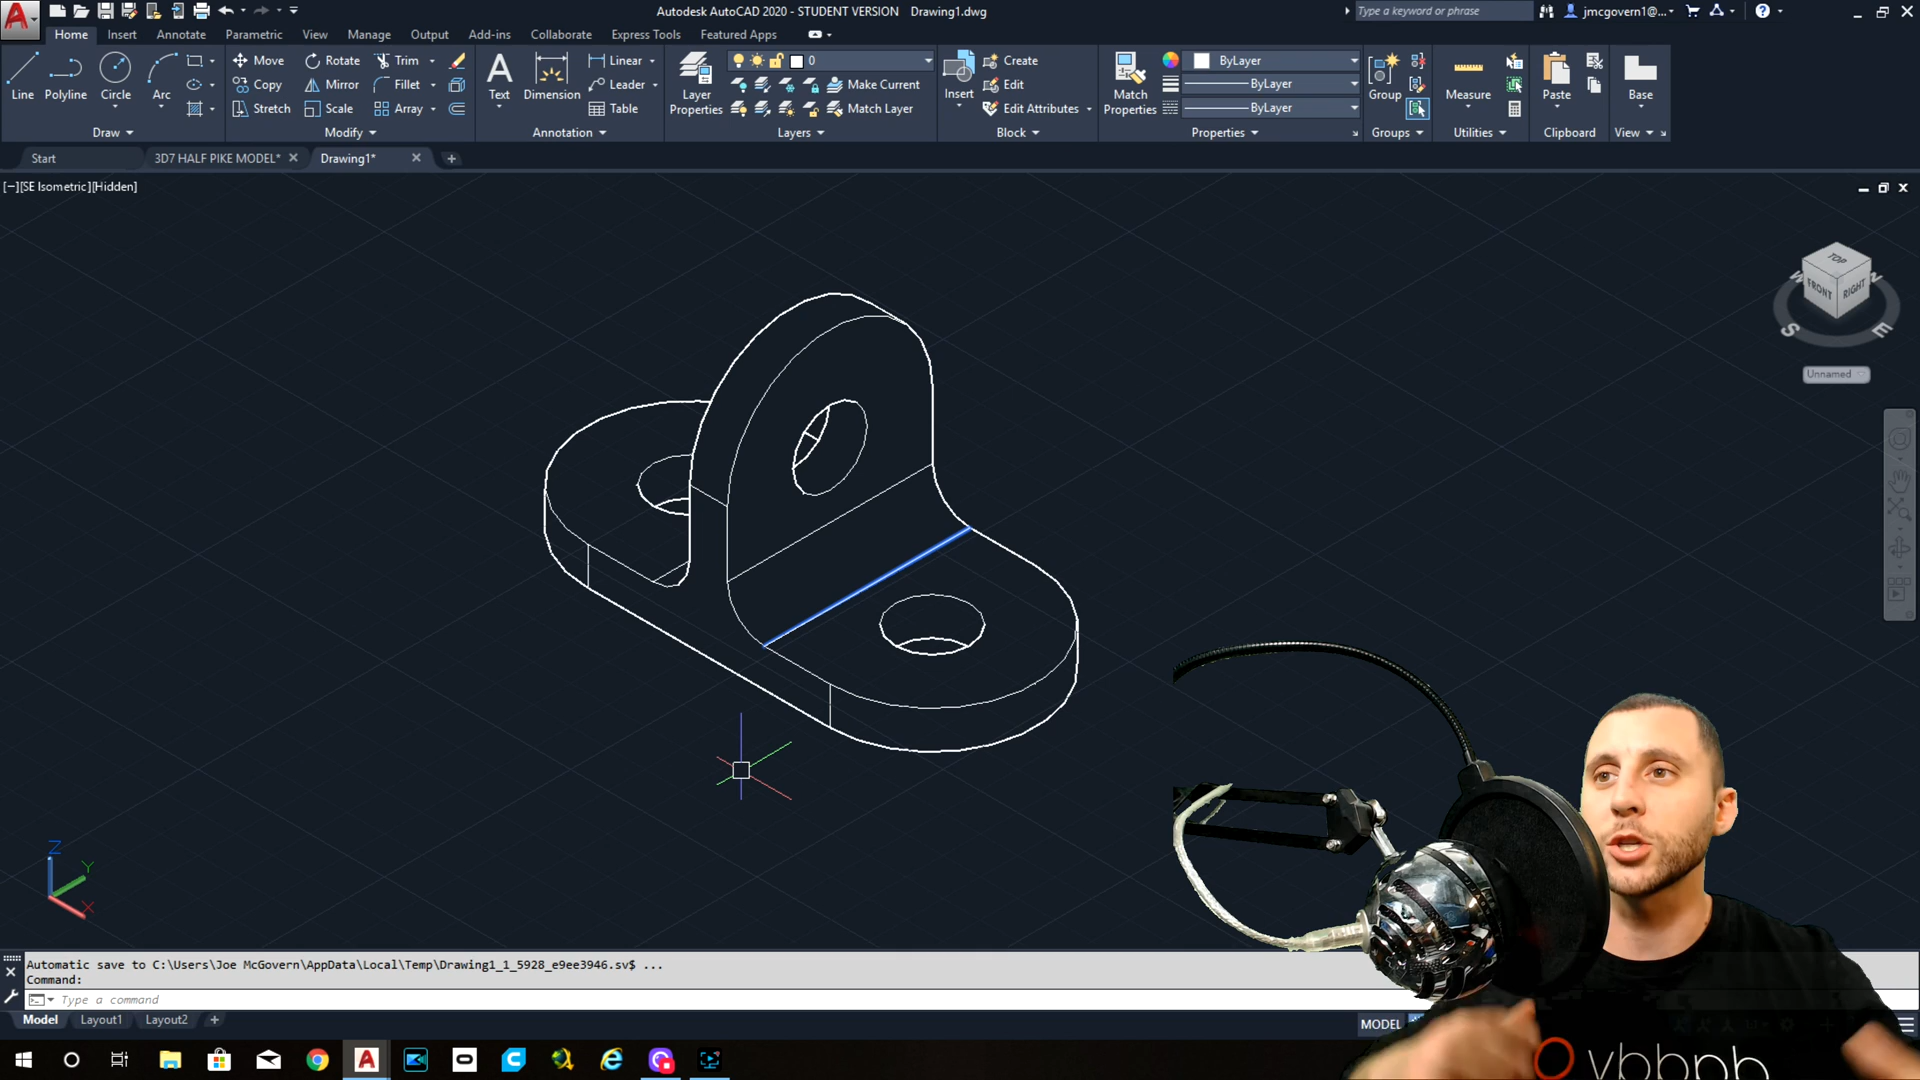 Autodesk AutoCAD 2020 - STUDENT VERSION Drawing1.dwg
Type a keyword or phrase
jmcgovern1@...
Home Insert Annotate Parametric View Manage Output Add-ins Collaborate Express Tools Featured Apps
Line Polyline Circle Arc
Move Rotate Trim
Copy Mirror Fillet
Stretch Scale Array
Text Dimension
Linear
Leader
Table
Layer Properties
0
Make Current
Match Layer
Insert
Create
Edit
Edit Attributes
Match Properties
ByLayer
ByLayer
ByLayer
Group
Measure
Paste
Base
Draw Modify Annotation Layers Block Properties Groups Utilities Clipboard View
Start 3D7 HALF PIKE MODEL* Drawing1*
[−][SE Isometric][Hidden]
TOP
FRONT RIGHT
W N
S E
Unnamed
Z
Y
X
Automatic save to C:\Users\Joe McGovern\AppData\Local\Temp\Drawing1_1_5928_e9ee3946.sv$ ...
Command:
Type a command
Model Layout1 Layout2
MODEL